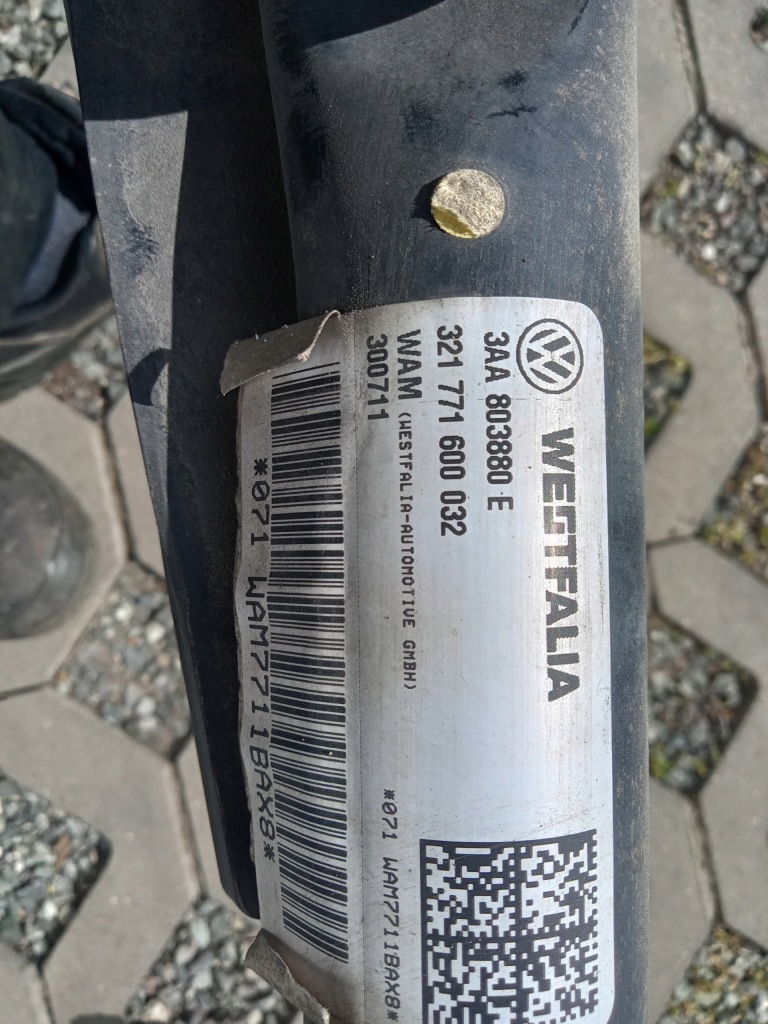 WESTFALIA
3AA 803880 E
321 771 600 032
WAM (WESTFALIA-AUTOMOTIVE GMBH)
300711
*071 WAM7711BAX8*
*071 WAM7711BAX8*